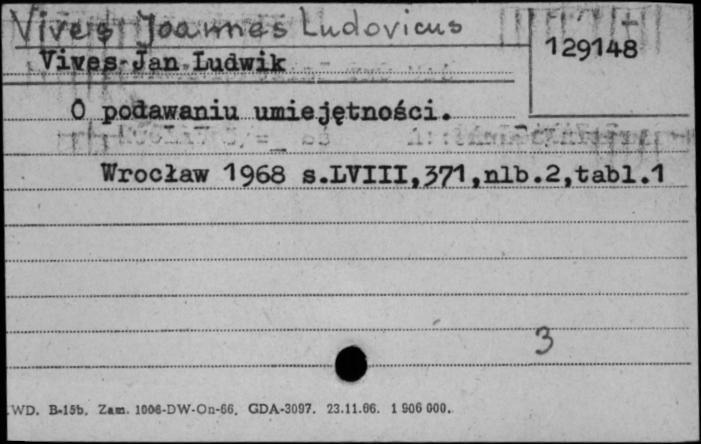 Vives Joannes Ludovicus
129148
Vives Jan Ludwik
O podawaniu umiejętności.
Wrocław 1968 s.LVIII,371,nlb.2,tabl.1
3
WD. B-15b. Zam. 1006-DW-On-66. GDA-3097. 23.11.66. 1 906 000.